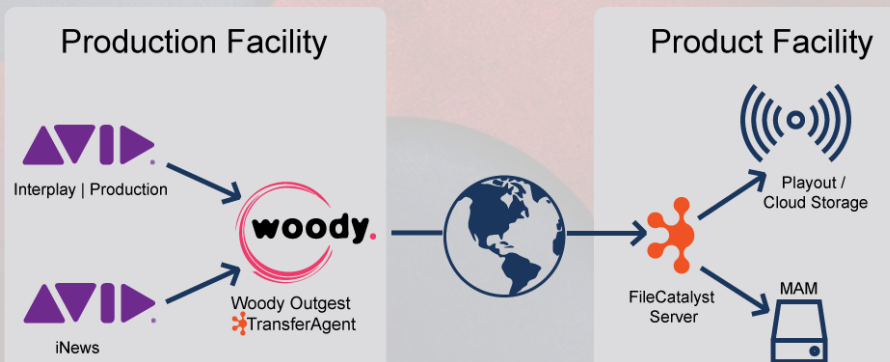 Production Facility
AVID
Interplay | Production
AVID
iNews
woody.
Woody Outgest
TransferAgent
Product Facility
FileCatalyst
Server
Playout /
Cloud Storage
MAM